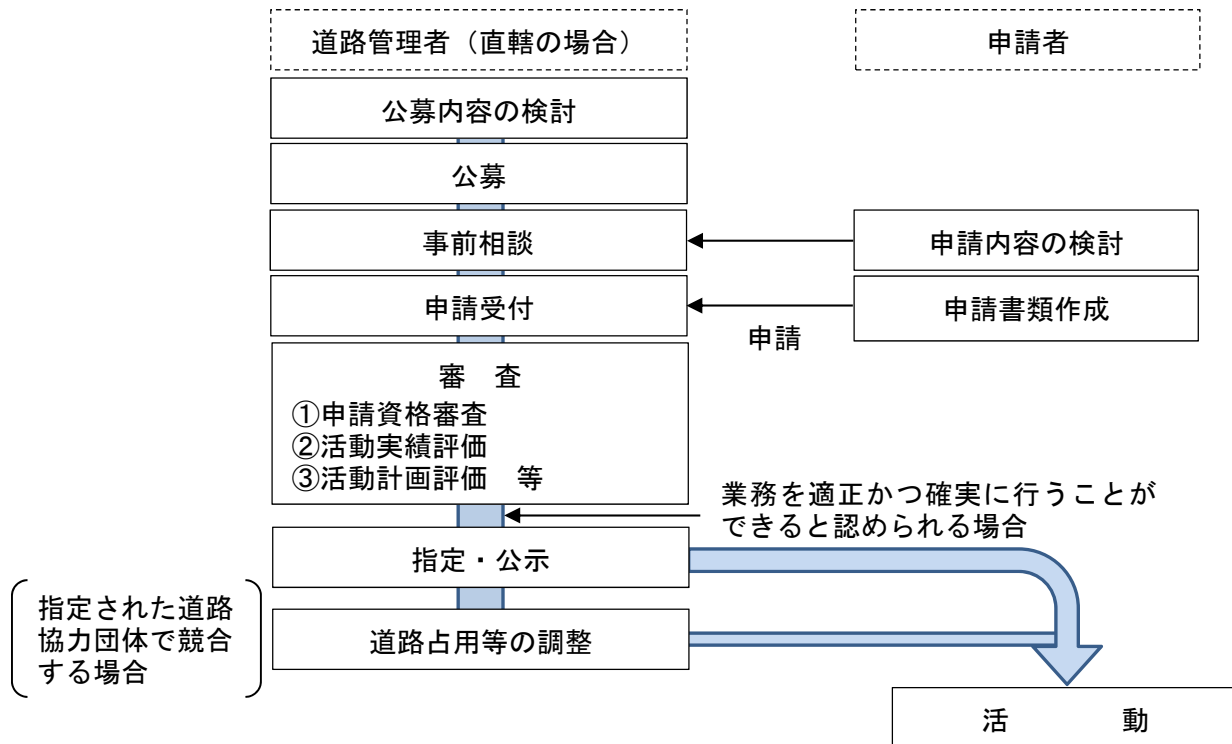 道路管理者（直轄の場合）
申請者
公募内容の検討
公募
事前相談
申請内容の検討
申請受付
申請書類作成
申請
審　査
①申請資格審査
②活動実績評価
③活動計画評価　等
業務を適正かつ確実に行うことが
できると認められる場合
指定・公示
指定された道路
協力団体で競合
する場合
道路占用等の調整
活　　　動